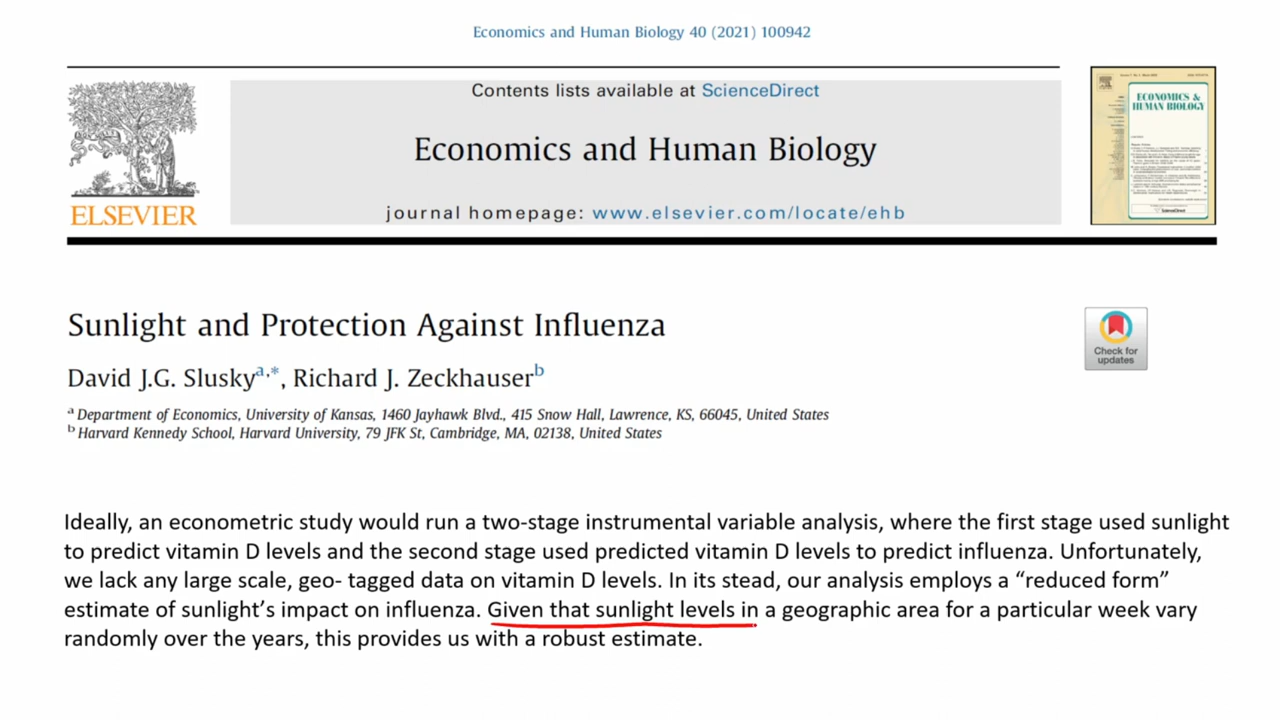 Economics and Human Biology 40 (2021) 100942
Contents lists available at ScienceDirect
Economics and Human Biology
journal homepage: www.elsevier.com/locate/ehb
ELSEVIER
ECONOMICS &
HUMAN BIOLOGY
ScienceDirect
Sunlight and Protection Against Influenza
Check for
updates
David J.G. Slusky a,*, Richard J. Zeckhauser b
a Department of Economics, University of Kansas, 1460 Jayhawk Blvd., 415 Snow Hall, Lawrence, KS, 66045, United States
b Harvard Kennedy School, Harvard University, 79 JFK St, Cambridge, MA, 02138, United States
Ideally, an econometric study would run a two-stage instrumental variable analysis, where the first stage used sunlight
to predict vitamin D levels and the second stage used predicted vitamin D levels to predict influenza. Unfortunately,
we lack any large scale, geo- tagged data on vitamin D levels. In its stead, our analysis employs a “reduced form”
estimate of sunlight’s impact on influenza. Given that sunlight levels in a geographic area for a particular week vary
randomly over the years, this provides us with a robust estimate.